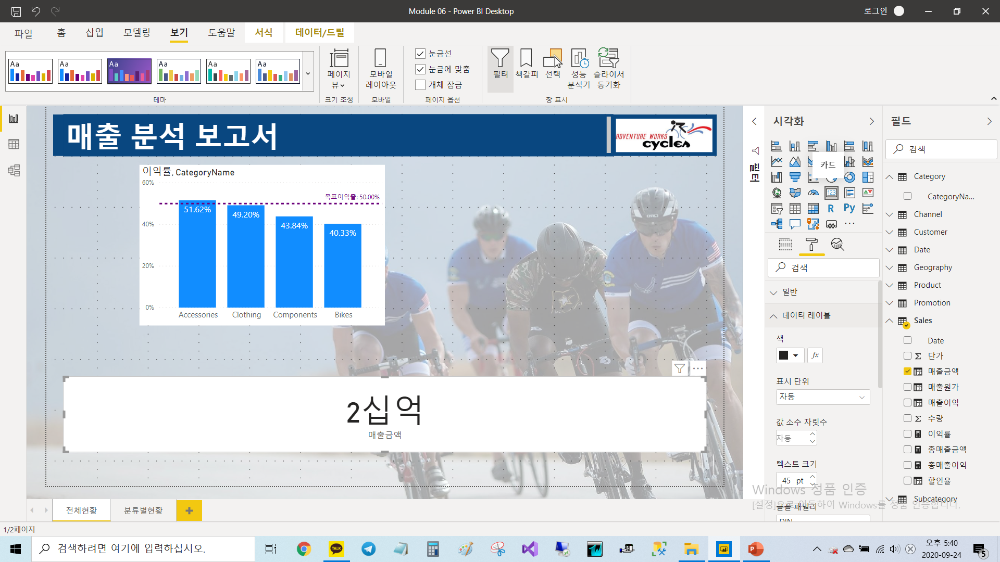 Module 06 - Power BI Desktop
로그인
파일
홈
삽입
모델링
보기
도움말
서식
데이터/드릴
Aa
Aa
Aa
Aa
Aa
Aa
테마
페이지
뷰
크기 조정
모바일
레이아웃
모바일
눈금선
눈금에 맞춤
개체 잠금
페이지 옵션
필터
책갈피
선택
성능
분석기
슬라이서
동기화
창 표시
매출 분석 보고서
ADVENTURE WORKS
cycles
이익률, CategoryName
60%
40%
20%
0%
목표이익률: 50.00%
51.62%
49.20%
43.84%
40.33%
Accessories
Clothing
Components
Bikes
2십억
매출금액
필터
시각화
카드
123
R
Py
검색
일반
데이터 레이블
색
fx
표시 단위
자동
값 소수 자릿수
자동
텍스트 크기
45 pt
글꼴 패밀리
DIN
필드
검색
Category
CategoryNa...
Channel
Customer
Date
Geography
Product
Promotion
Sales
Date
단가
매출금액
매출원가
매출이익
수량
이익률
총매출금액
총매출이익
할인율
Subcategory
Windows 정품 인증
[설정]으로 이동하여 Windows를 정품 인증합니다.
전체현황
분류별현황
1/2페이지
검색하려면 여기에 입력하십시오.
TALK
오후 5:40
2020-09-24
5